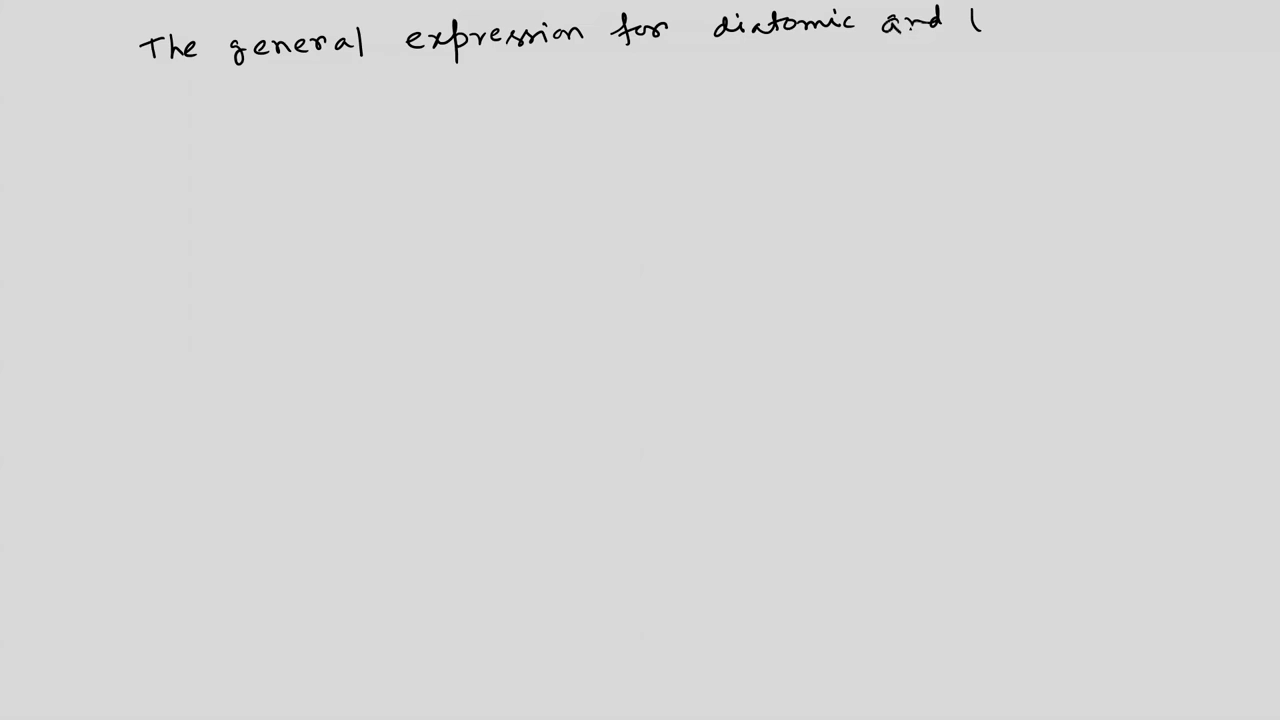 The general expression for diatomic and l